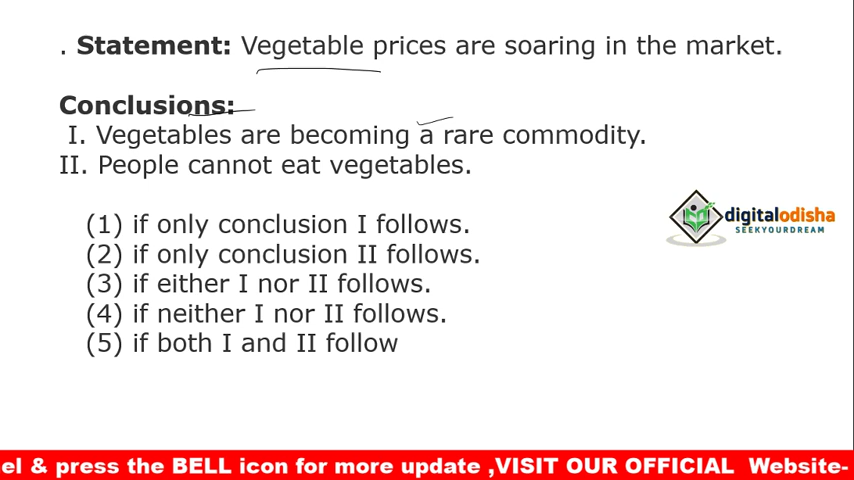 . Statement: Vegetable prices are soaring in the market.
Conclusions:
I. Vegetables are becoming a rare commodity.
II. People cannot eat vegetables.
(1) if only conclusion I follows.
(2) if only conclusion II follows.
(3) if either I nor II follows.
(4) if neither I nor II follows.
(5) if both I and II follow
digitalodisha
SEEKYOURDREAM
el & press the BELL icon for more update ,VISIT OUR OFFICIAL Website-